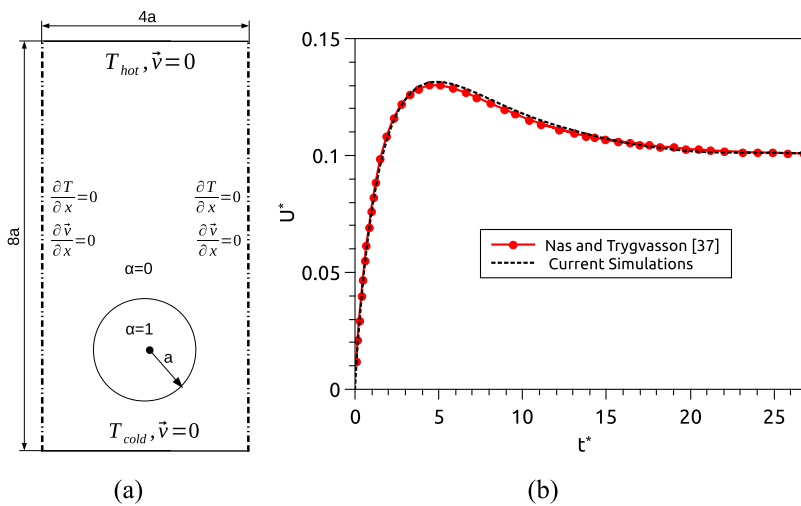 4a
T_hot, v⃗=0
8a
∂T/∂x=0 ∂T/∂x=0
∂v⃗/∂x=0 ∂v⃗/∂x=0
α=0
α=1
a
T_cold, v⃗=0
(a)
0.15
0.1
0.05
0
U*
Nas and Trygvasson [37]
Current Simulations
0 5 10 15 20 25
t*
(b)